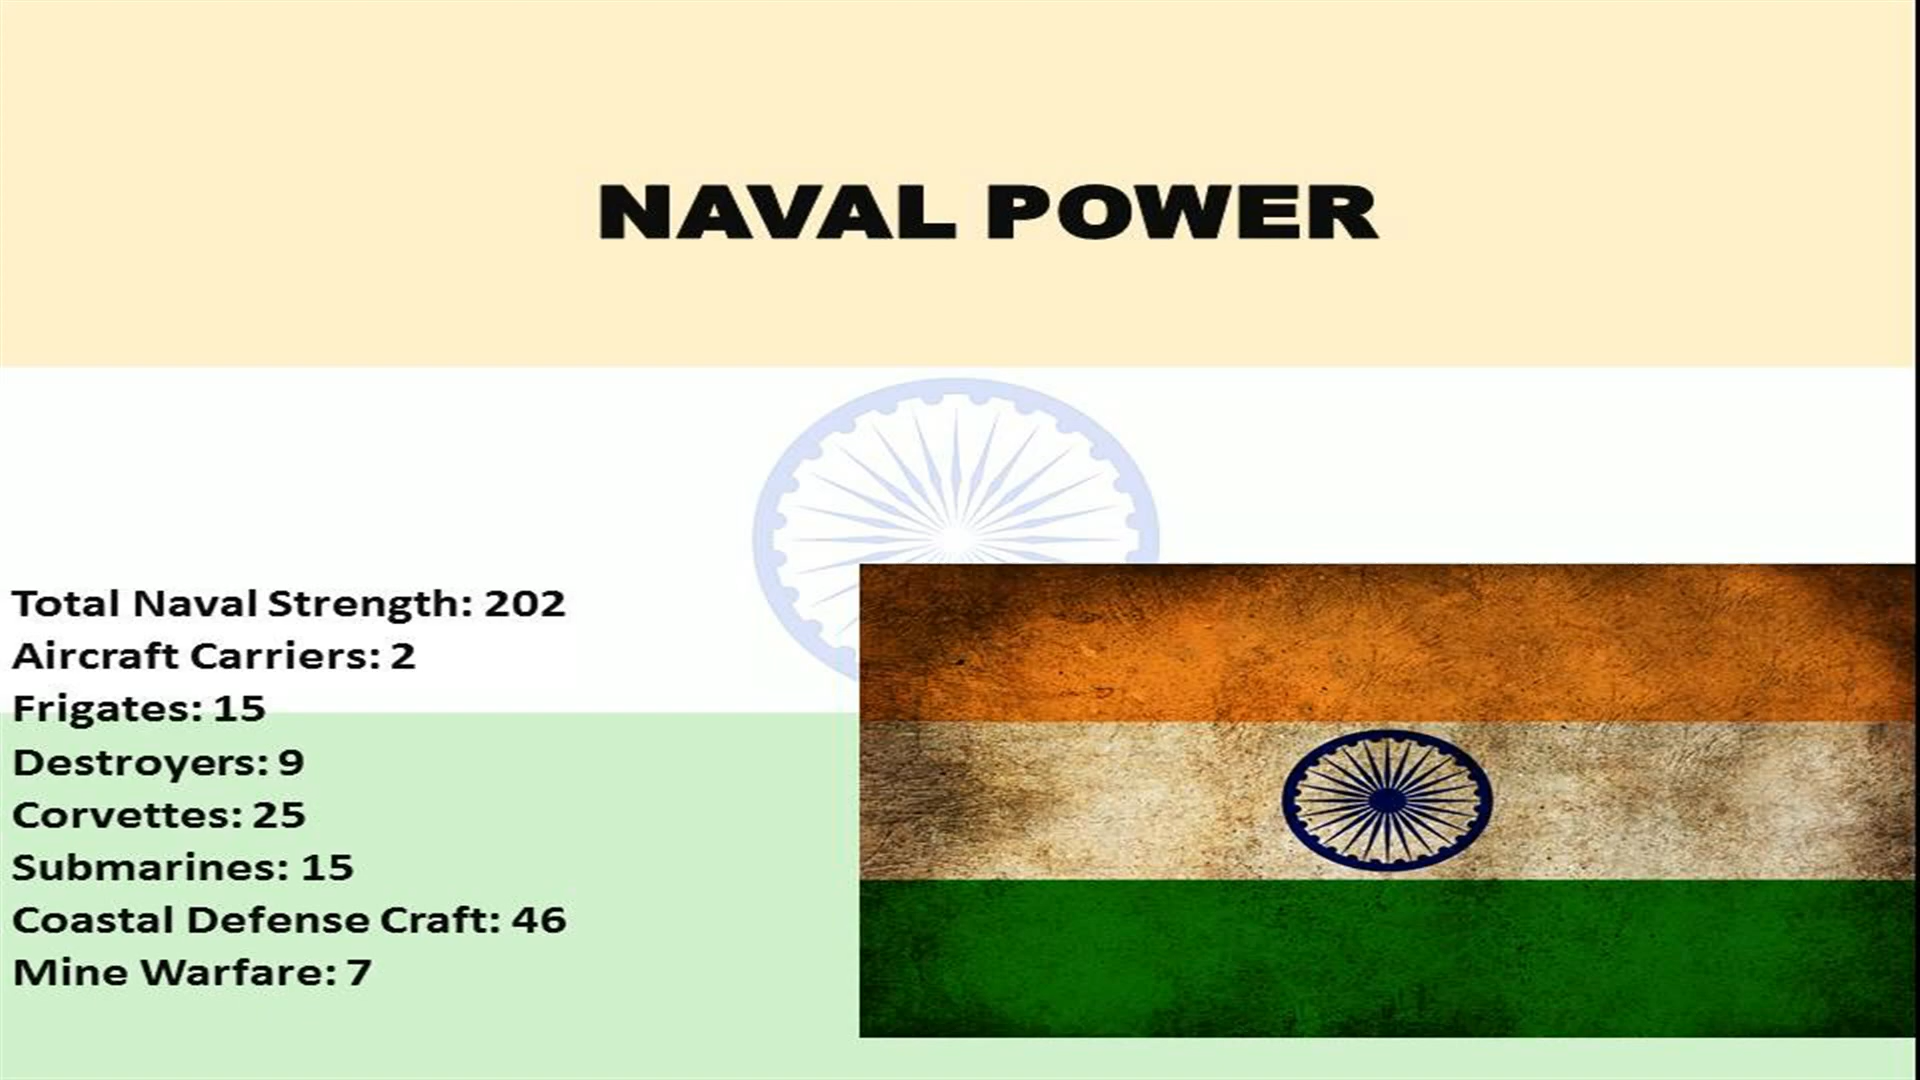 NAVAL POWER
Total Naval Strength: 202
Aircraft Carriers: 2
Frigates: 15
Destroyers: 9
Corvettes: 25
Submarines: 15
Coastal Defense Craft: 46
Mine Warfare: 7